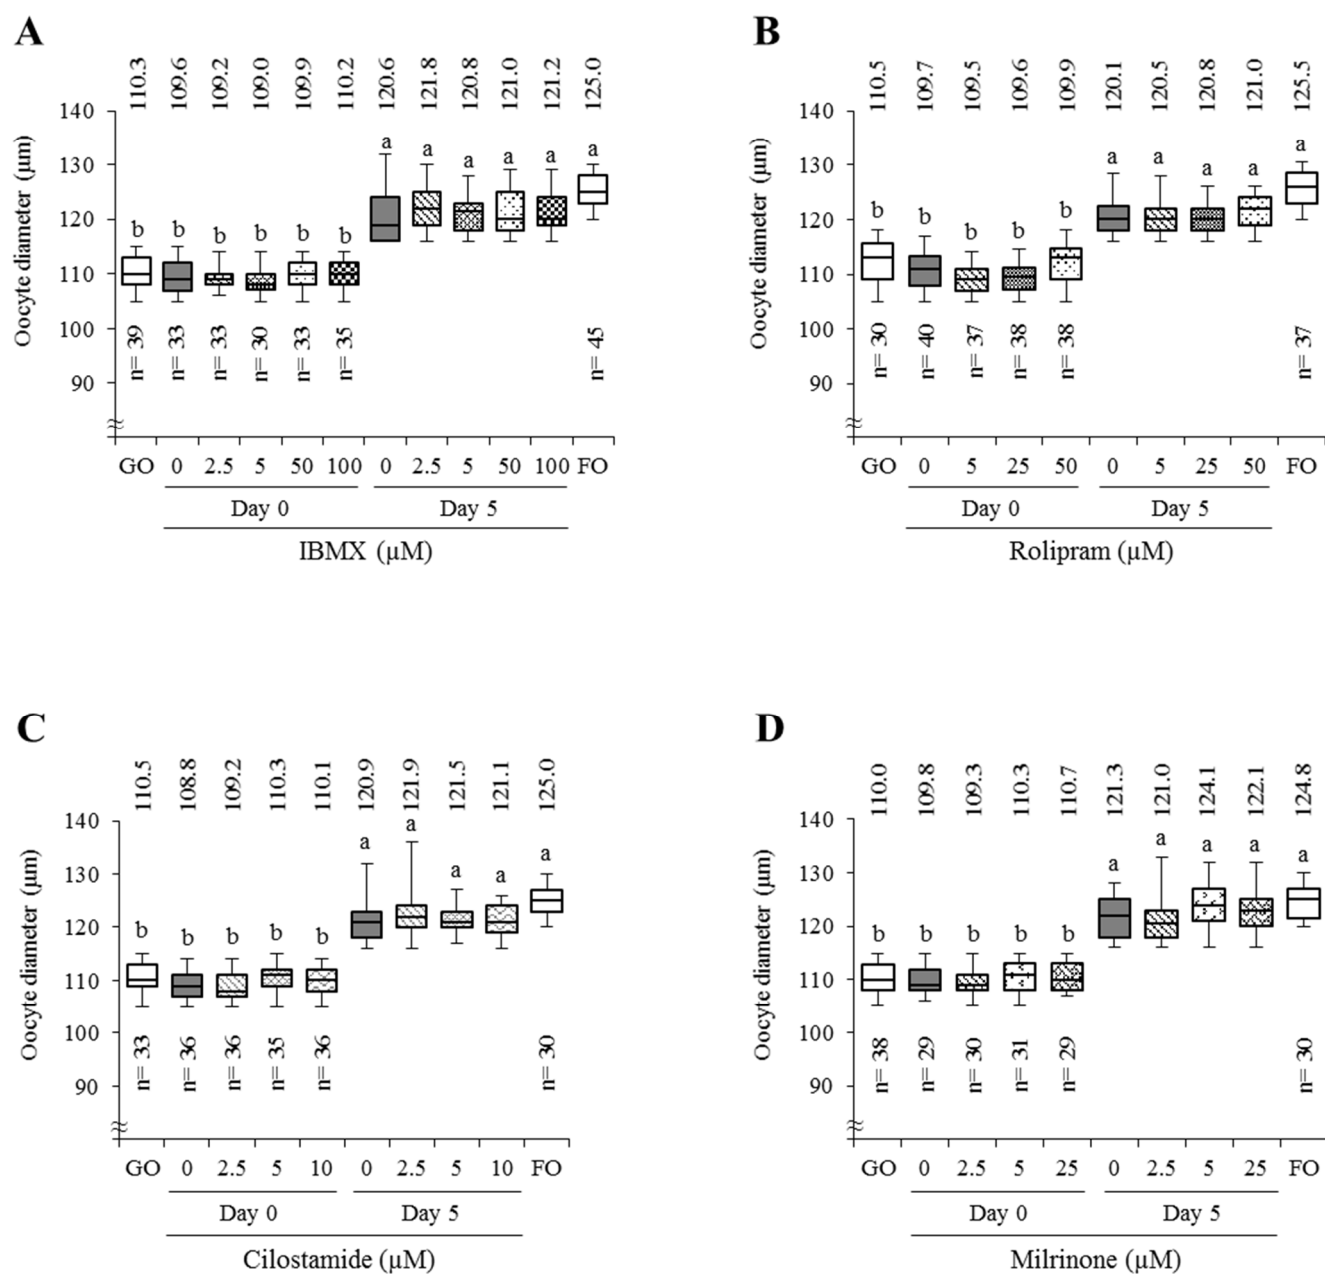 A
110.3 109.6 109.2 109.0 109.9 110.2 120.6 121.8 120.8 121.0 121.2 125.0
Oocyte diameter (μm)
140
130
120
110
100
90
a a a a a a
b b b b b b
n= 39 n= 33 n= 33 n= 30 n= 33 n= 35 n= 45
≈
GO 0 2.5 5 50 100 0 2.5 5 50 100 FO
Day 0 Day 5
IBMX (μM)
B
110.5 109.7 109.5 109.6 109.9 120.1 120.5 120.8 121.0 125.5
Oocyte diameter (μm)
140
130
120
110
100
90
a a a a a
b b b b b
n= 30 n= 40 n= 37 n= 38 n= 38 n= 37
≈
GO 0 5 25 50 0 5 25 50 FO
Day 0 Day 5
Rolipram (μM)
C
110.5 108.8 109.2 110.3 110.1 120.9 121.9 121.5 121.1 125.0
Oocyte diameter (μm)
140
130
120
110
100
90
a a a a a
b b b b b
n= 33 n= 36 n= 36 n= 35 n= 36 n= 30
≈
GO 0 2.5 5 10 0 2.5 5 10 FO
Day 0 Day 5
Cilostamide (μM)
D
110.0 109.8 109.3 110.3 110.7 121.3 121.0 124.1 122.1 124.8
Oocyte diameter (μm)
140
130
120
110
100
90
a a a a a
b b b b b
n= 38 n= 29 n= 30 n= 31 n= 29 n= 30
≈
GO 0 2.5 5 25 0 2.5 5 25 FO
Day 0 Day 5
Milrinone (μM)